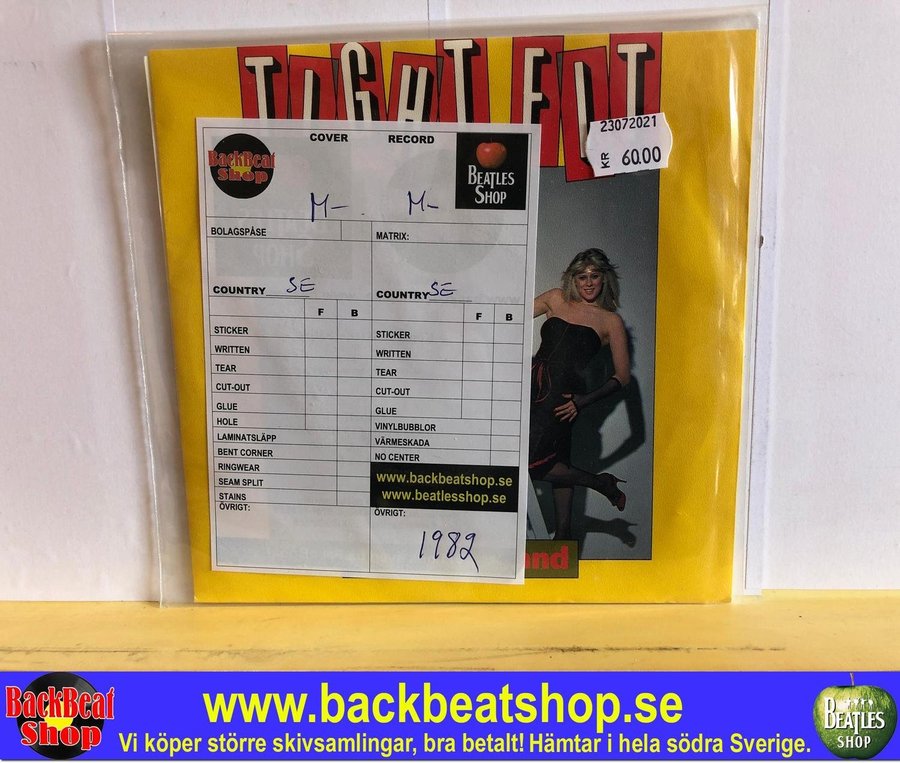 TIGHT FIT
23072021
KR 60.00
COVER RECORD
BackBeat
Shop
BEATLES
SHOP
M- M-
BOLAGSPÅSE MATRIX:
COUNTRY SE COUNTRY SE
F B F B
STICKER STICKER
WRITTEN WRITTEN
TEAR TEAR
CUT-OUT CUT-OUT
GLUE GLUE
HOLE VINYLBUBBLOR
LAMINATSLÄPP VÄRMESKADA
BENT CORNER NO CENTER
RINGWEAR
SEAM SPLIT
STAINS
www.backbeatshop.se
www.beatlesshop.se
ÖVRIGT: ÖVRIGT:
1982
BackBeat
Shop
www.backbeatshop.se
Vi köper större skivsamlingar, bra betalt! Hämtar i hela södra Sverige.
BEATLES
SHOP